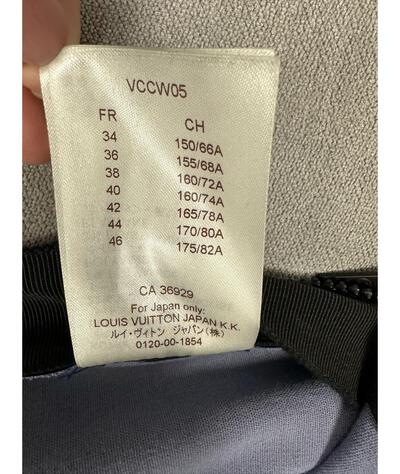 VCCW05
FR CH
34 150/66A
36 155/68A
38 160/72A
40 160/74A
42 165/78A
44 170/80A
46 175/82A
CA 36929
For Japan only:
LOUIS VUITTON JAPAN K.K.
ルイ・ヴィトン ジャパン(株)
0120-00-1854